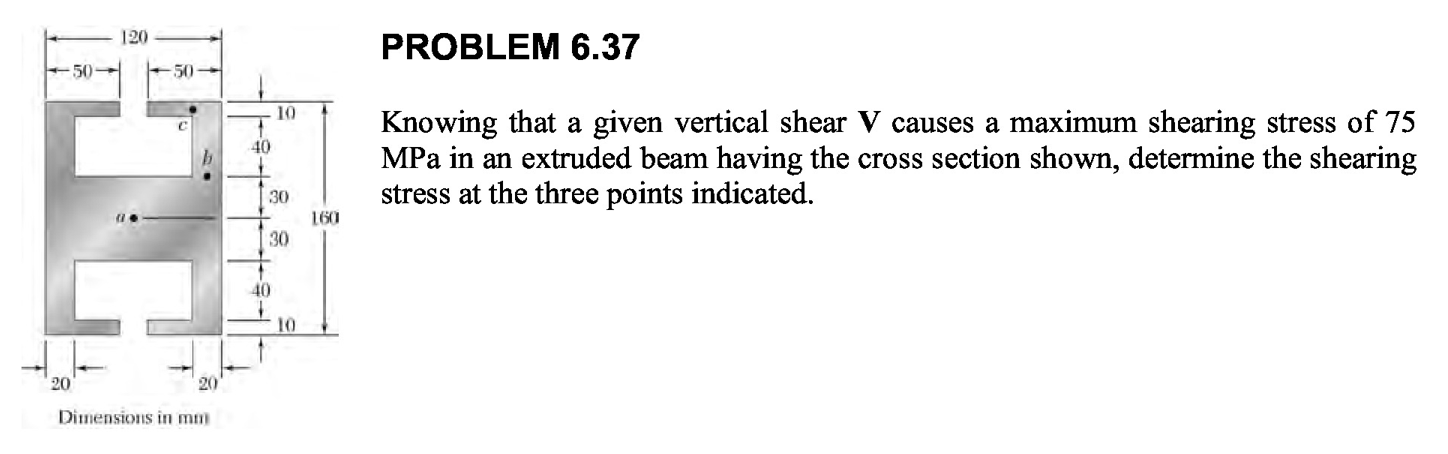 120
PROBLEM 6.37
50
50
10
c
Knowing that a given vertical shear V causes a maximum shearing stress of 75
40
b
MPa in an extruded beam having the cross section shown, determine the shearing
stress at the three points indicated.
30
a
160
30
40
10
20
20
Dimensions in mm